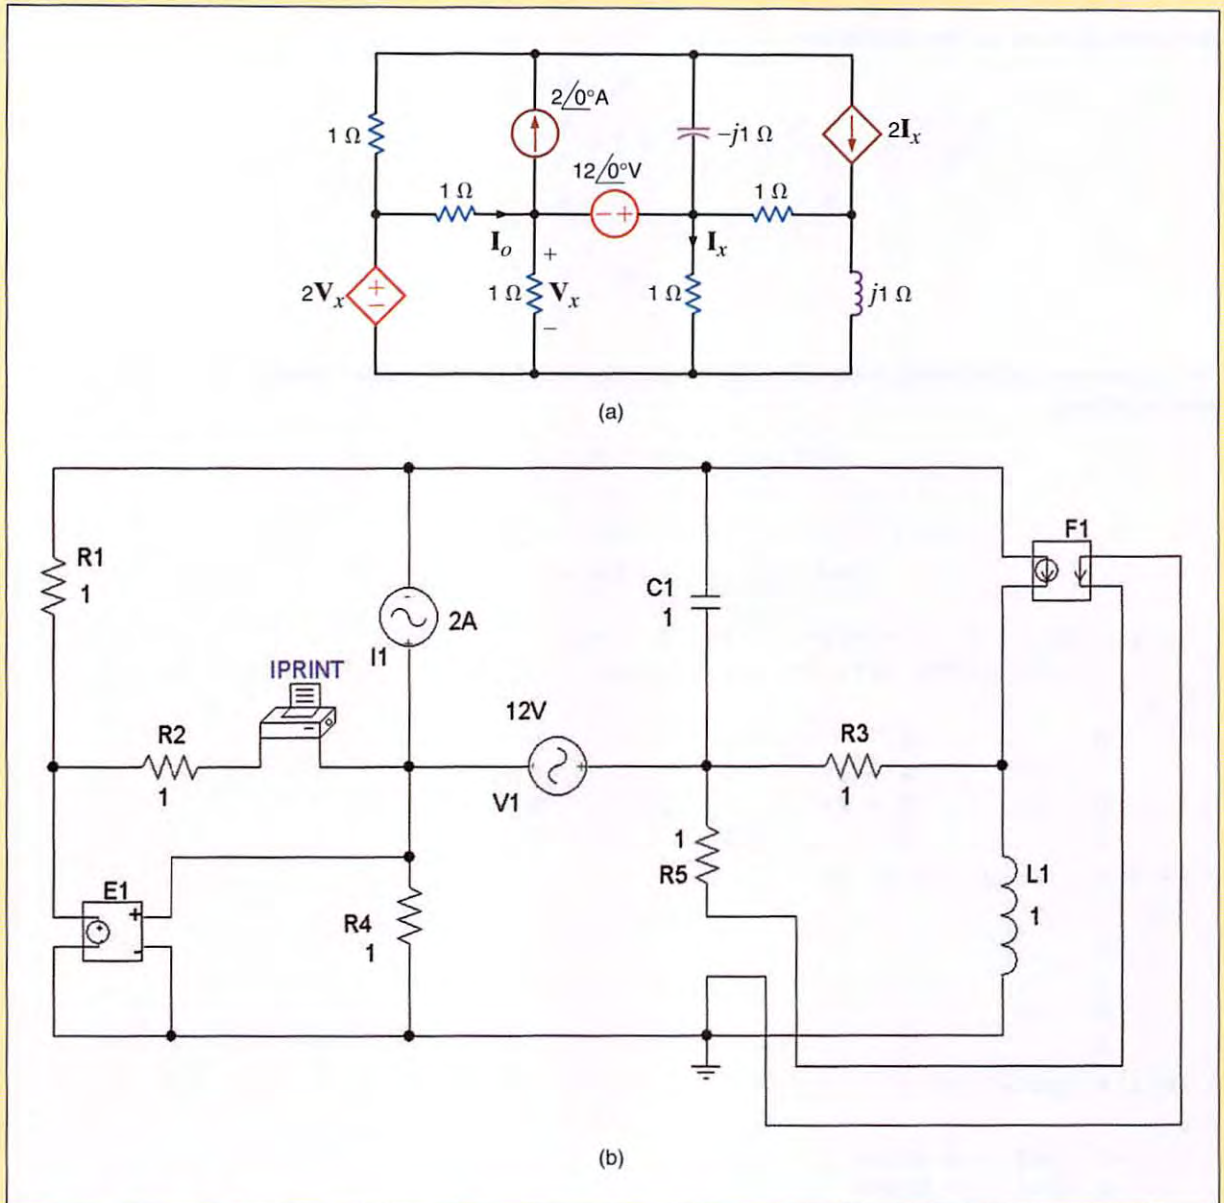 2/0°A
1 Ω
−j1 Ω
2Iₓ
12/0°V
1 Ω
1 Ω
− +
Iₒ
Iₓ
+
2Vₓ
+
−
1 Ω
Vₓ
1 Ω
j1 Ω
−
(a)
F1
R1
1
C1
1
-
2A
I1
+
IPRINT
12V
R2
1
R3
1
- +
V1
1
R5
E1
+
+
-
R4
1
L1
1
(b)